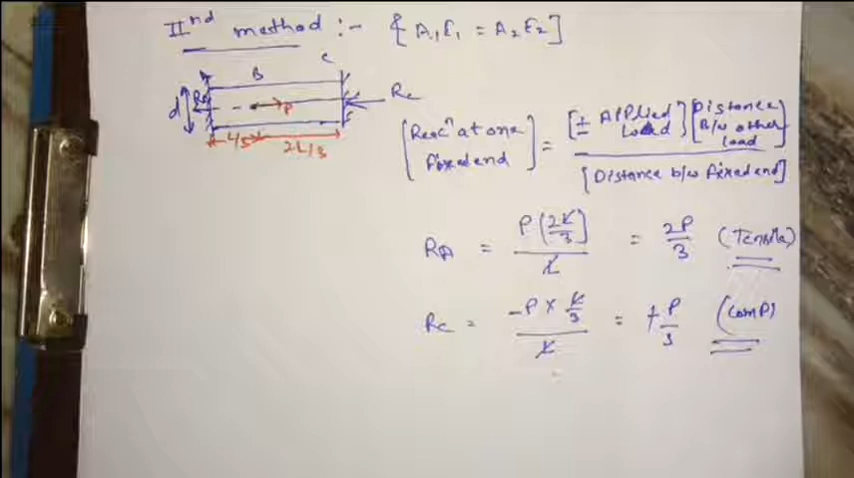 IInd method :- { A1E1 = A2E2]
B
C
d
RA
P
Rc
L/3
2L/3
[Reacn at one fixed end] = [± APPlied load] [Distance B/w other load] / [Distance b/w fixed end]
RA = P(2L/3] / L = 2P/3 (Tensile)
Rc = -P × L/3 / L = +P/3 (comP)